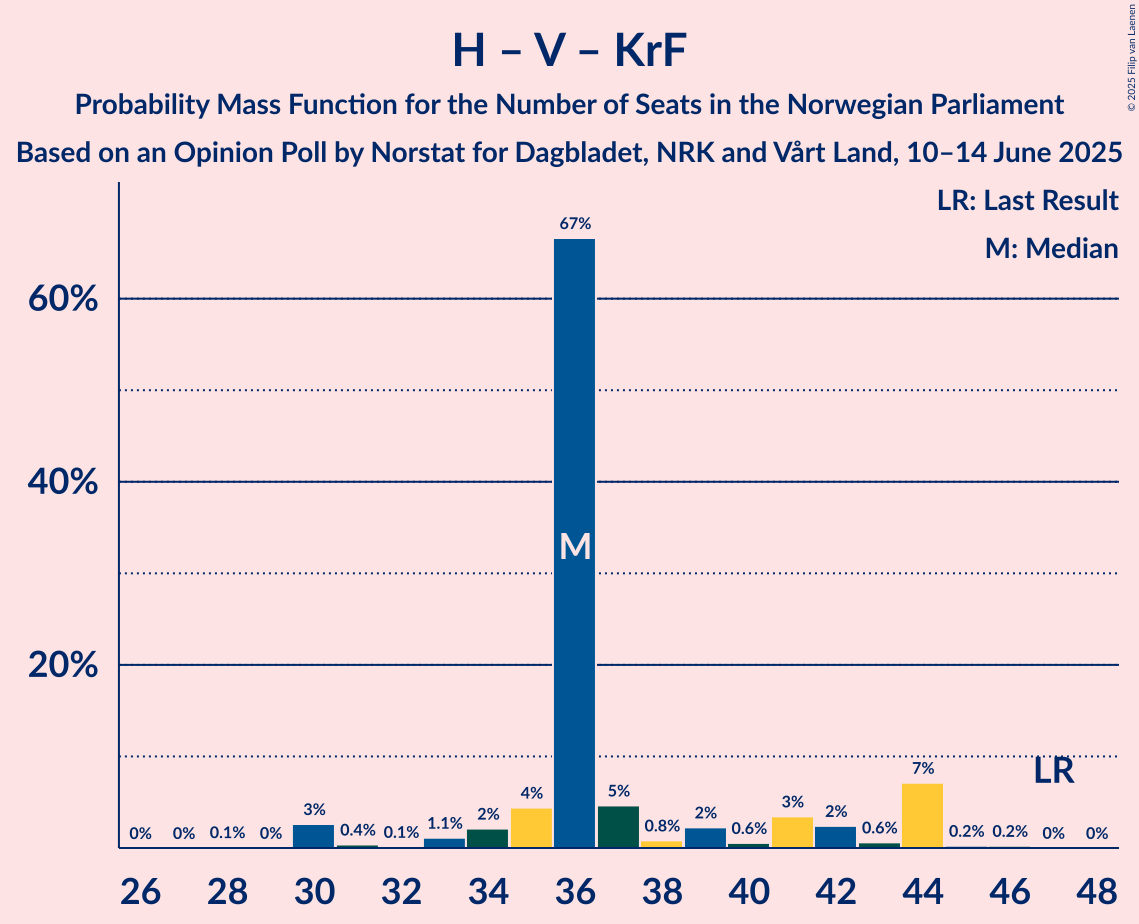 H – V – KrF
Probability Mass Function for the Number of Seats in the Norwegian Parliament
Based on an Opinion Poll by Norstat for Dagbladet, NRK and Vårt Land, 10–14 June 2025
© 2025 Filip van Laenen
LR: Last Result
M: Median
60%
40%
20%
0% 0% 0.1% 0% 3% 0.4% 0.1% 1.1% 2% 4% 67% 5% 0.8% 2% 0.6% 3% 2% 0.6% 7% 0.2% 0.2% 0% 0%
M
LR
26 28 30 32 34 36 38 40 42 44 46 48